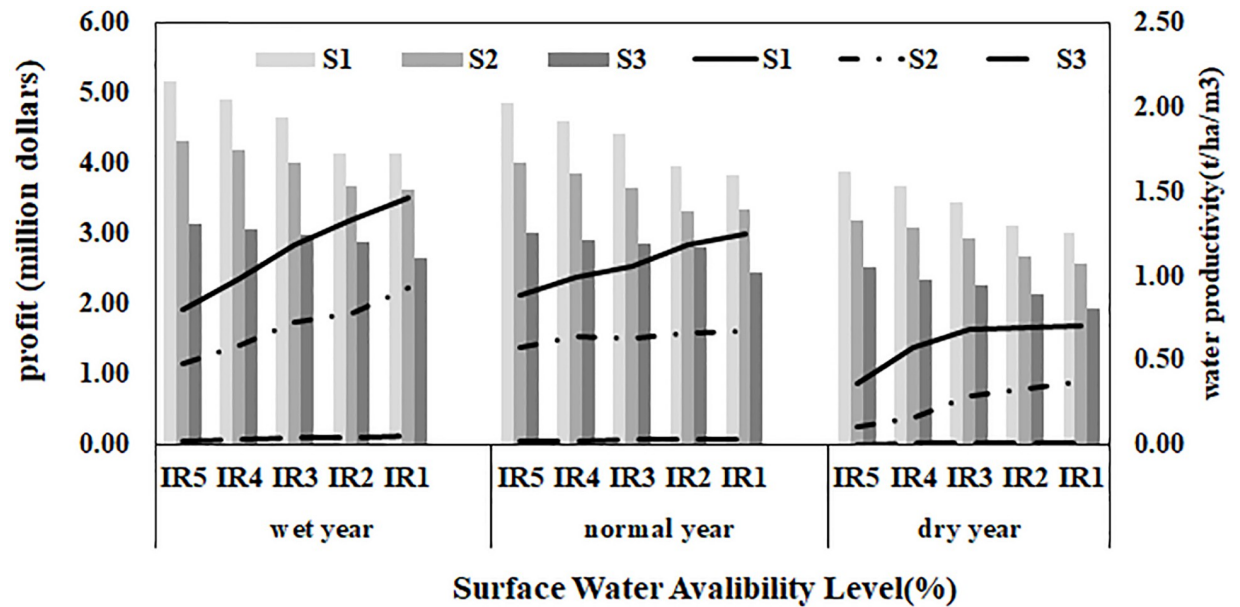 6.00
5.00
4.00
3.00
2.00
1.00
0.00
profit (million dollars)
S1 S2 S3 S1 S2 S3
2.50
2.00
1.50
1.00
0.50
0.00
water productivity(t/ha/m3)
IR5 IR4 IR3 IR2 IR1 IR5 IR4 IR3 IR2 IR1 IR5 IR4 IR3 IR2 IR1
wet year normal year dry year
Surface Water Avalibility Level(%)